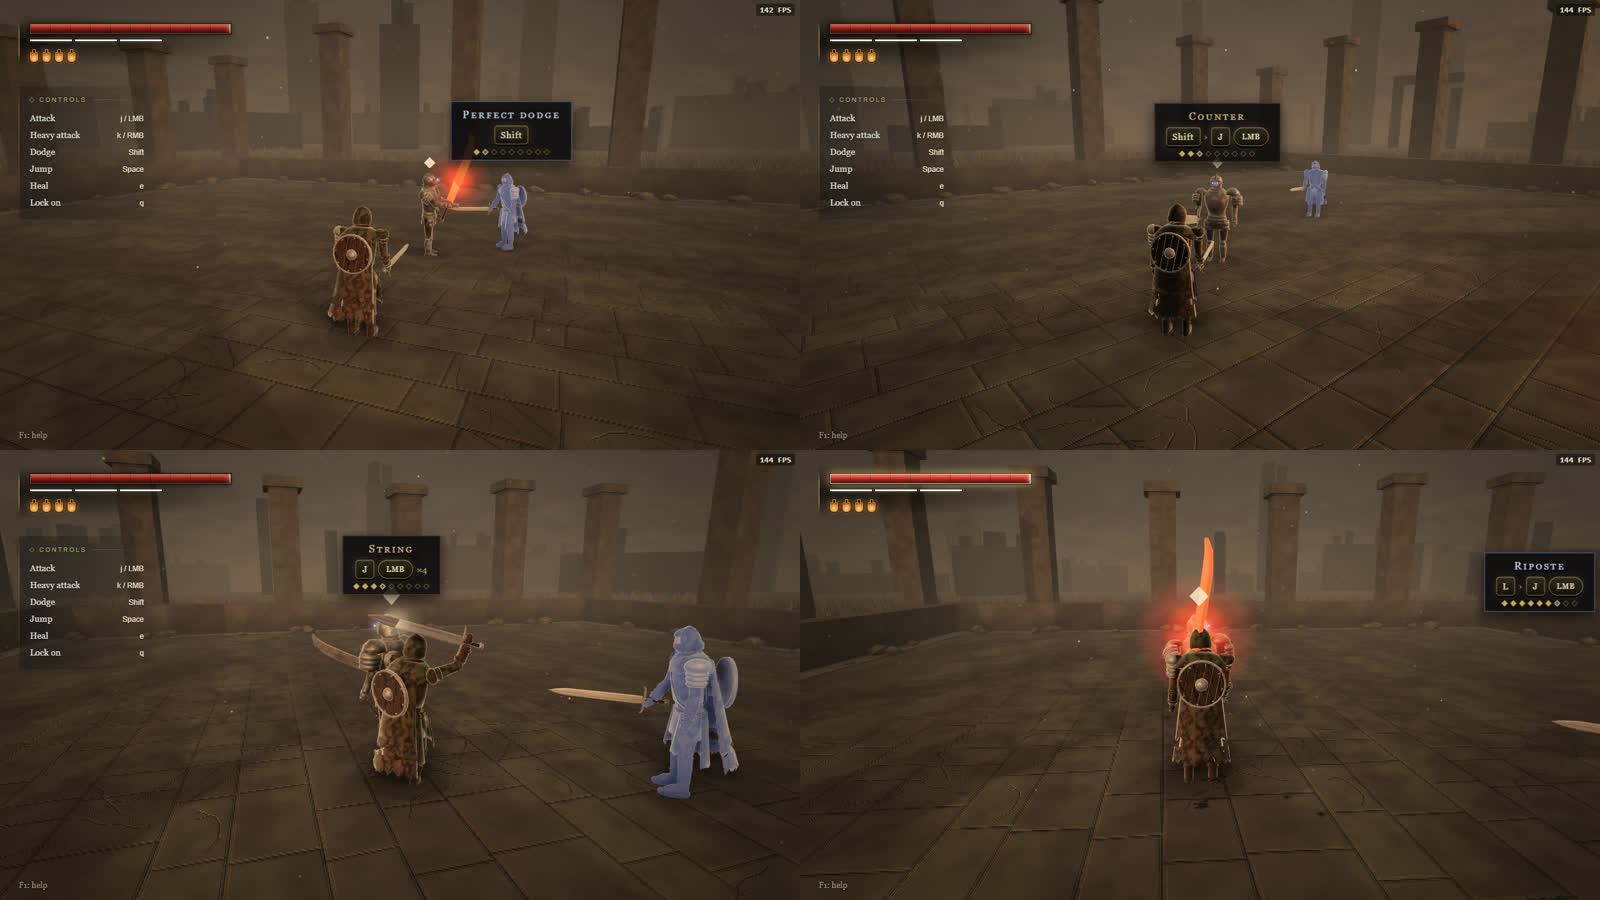 142 FPS
CONTROLS
Attack j / LMB
Heavy attack k / RMB
Dodge Shift
Jump Space
Heal e
Lock on q
PERFECT DODGE
Shift
F1: help
144 FPS
CONTROLS
Attack j / LMB
Heavy attack k / RMB
Dodge Shift
Jump Space
Heal e
Lock on q
COUNTER
Shift › J LMB
F1: help
144 FPS
CONTROLS
Attack j / LMB
Heavy attack k / RMB
Dodge Shift
Jump Space
Heal e
Lock on q
STRING
J LMB ×4
F1: help
144 FPS
RIPOSTE
L › J LMB
F1: help